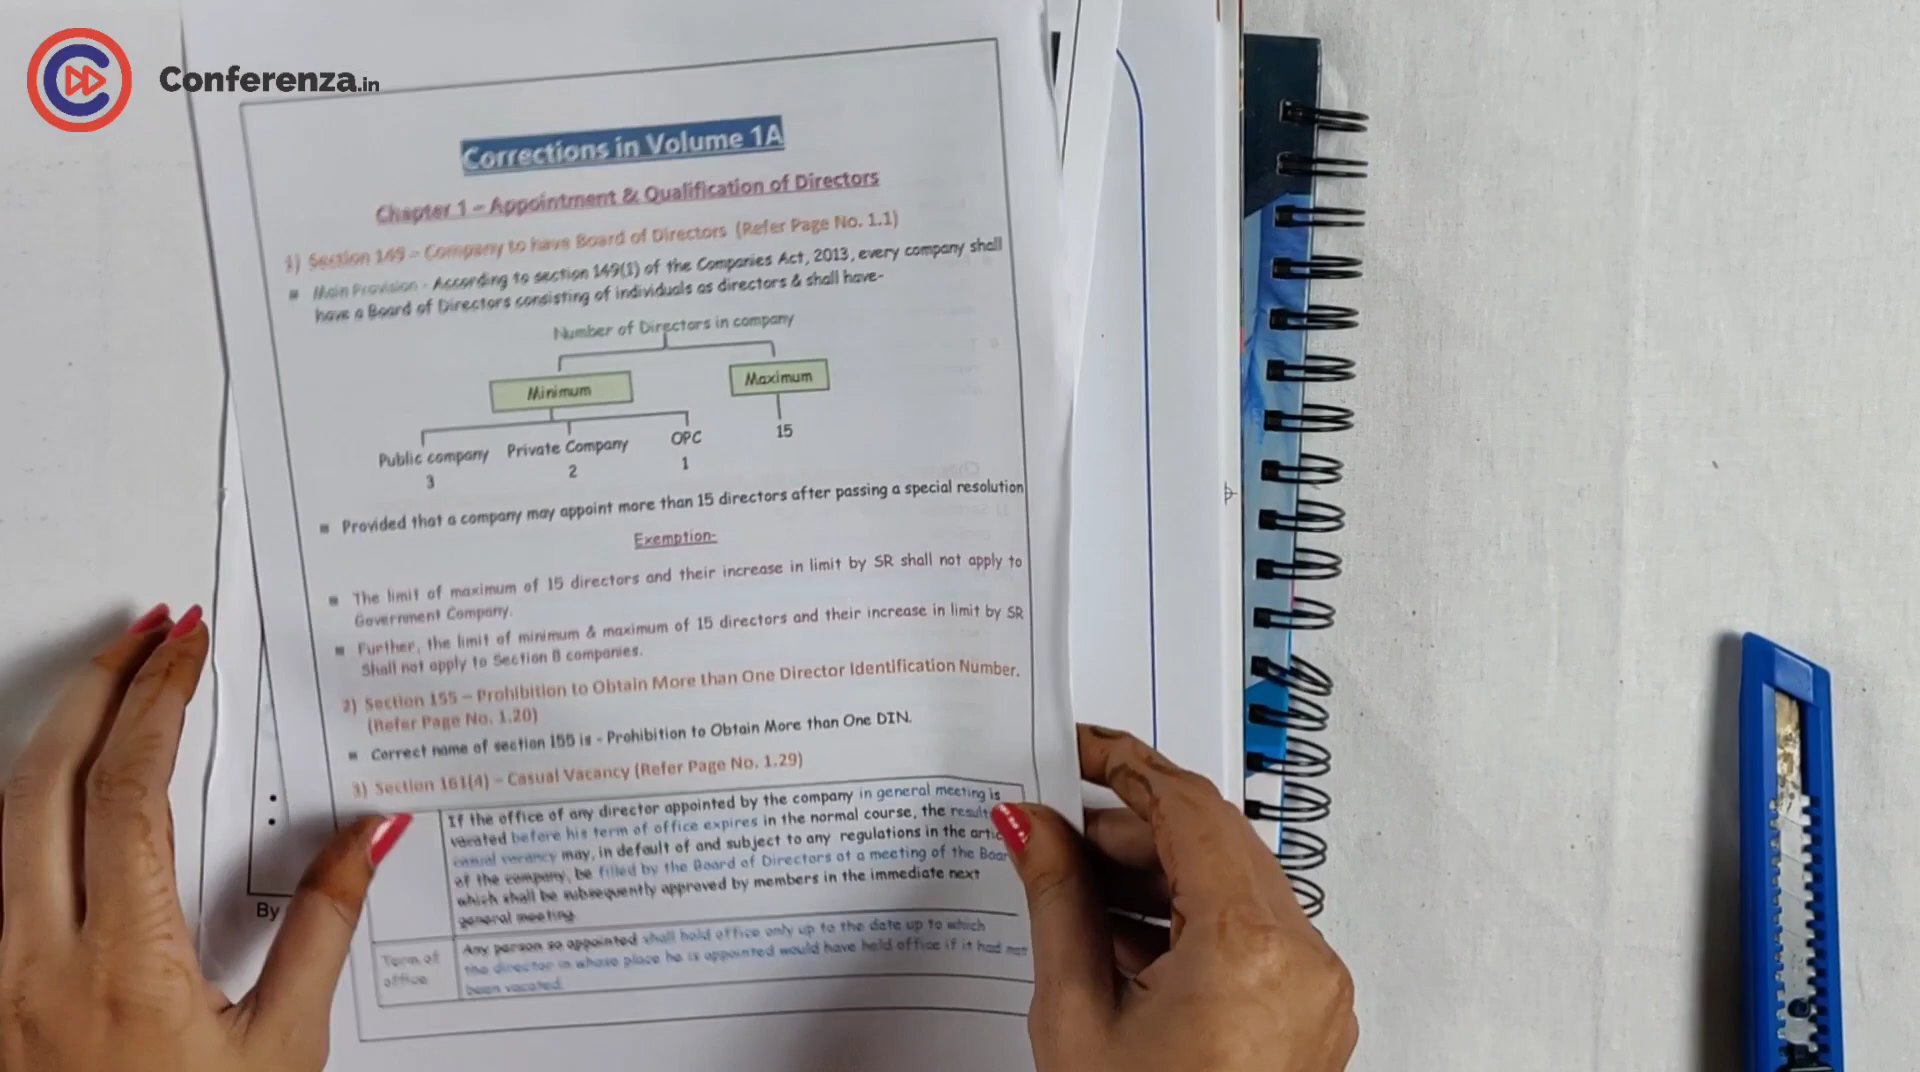 Conferenza.in
Corrections in Volume 1A
Chapter 1 – Appointment & Qualification of Directors
1) Section 149 – Company to have Board of Directors (Refer Page No. 1.1)
Main Provision - According to section 149(1) of the Companies Act, 2013, every company shall
have a Board of Directors consisting of individuals as directors & shall have-
Number of Directors in company
Minimum Maximum
Public company Private Company OPC 15
3 2 1
Provided that a company may appoint more than 15 directors after passing a special resolution
Exemption-
The limit of maximum of 15 directors and their increase in limit by SR shall not apply to
Government Company.
Further, the limit of minimum & maximum of 15 directors and their increase in limit by SR
Shall not apply to Section 8 companies.
2) Section 155 – Prohibition to Obtain More than One Director Identification Number.
(Refer Page No. 1.20)
Correct name of section 155 is - Prohibition to Obtain More than One DIN.
3) Section 161(4) – Casual Vacancy (Refer Page No. 1.29)
If the office of any director appointed by the company in general meeting is
vacated before his term of office expires in the normal course, the
casual vacancy may, in default of and subject to any regulations in the
of the company, be filled by the Board of Directors at a meeting of the
which shall be subsequently approved by members in the immediate next
general meeting.
Term of office
Any person so appointed shall hold office only up to the date up to which
the director in whose place he is appointed would have held office if it had not
been vacated.
By